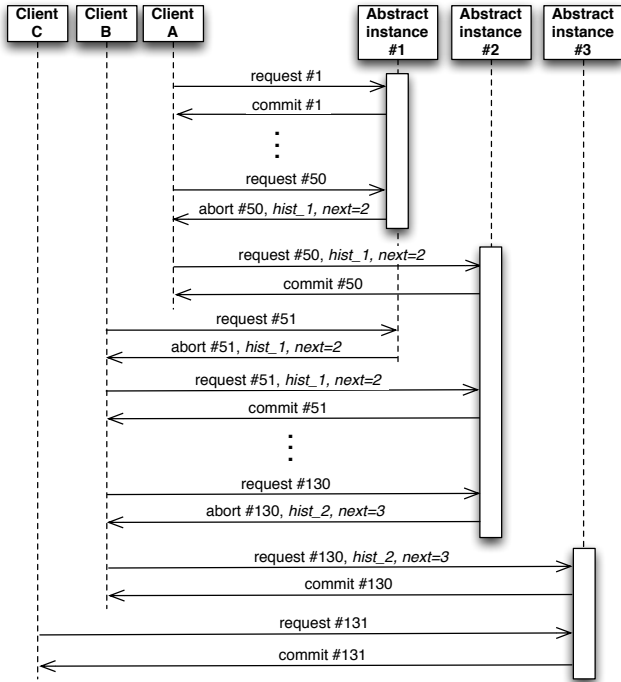 Client
C
Client
B
Client
A
Abstract
instance
#1
Abstract
instance
#2
Abstract
instance
#3
request #1
commit #1
request #50
abort #50, hist_1, next=2
request #50, hist_1, next=2
commit #50
request #51
abort #51, hist_1, next=2
request #51, hist_1, next=2
commit #51
request #130
abort #130, hist_2, next=3
request #130, hist_2, next=3
commit #130
request #131
commit #131